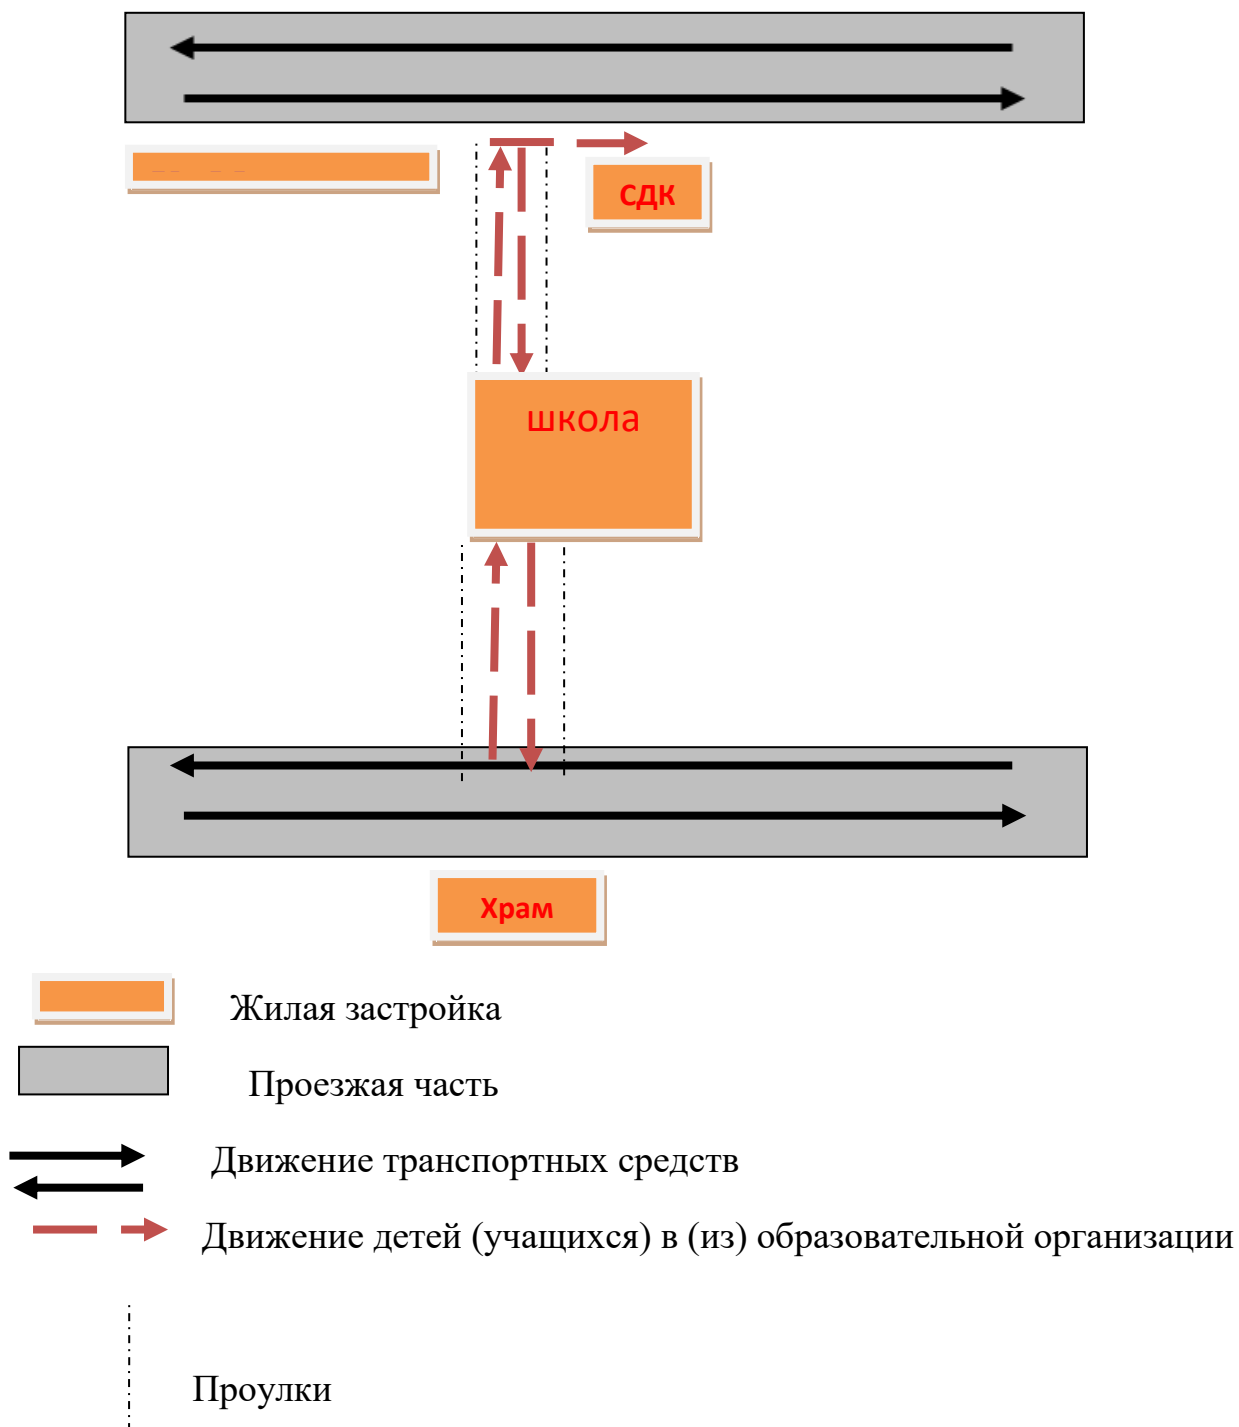 СДК
школа
Храм
Жилая застройка
Проезжая часть
Движение транспортных средств
Движение детей (учащихся) в (из) образовательной организации
Проулки